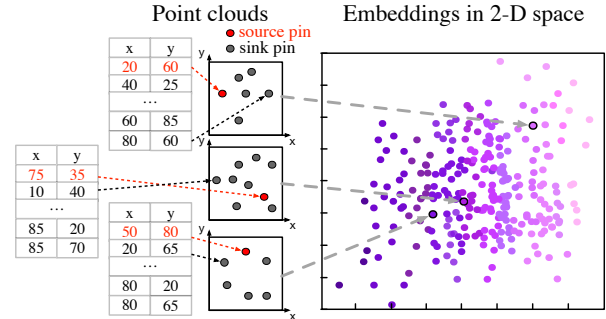 Point clouds
Embeddings in 2-D space
source pin
sink pin
x y
20 60
40 25
...
60 85
80 60
y
x
x y
75 35
10 40
...
85 20
85 70
y
x
x y
50 80
20 65
...
80 20
80 65
y
x